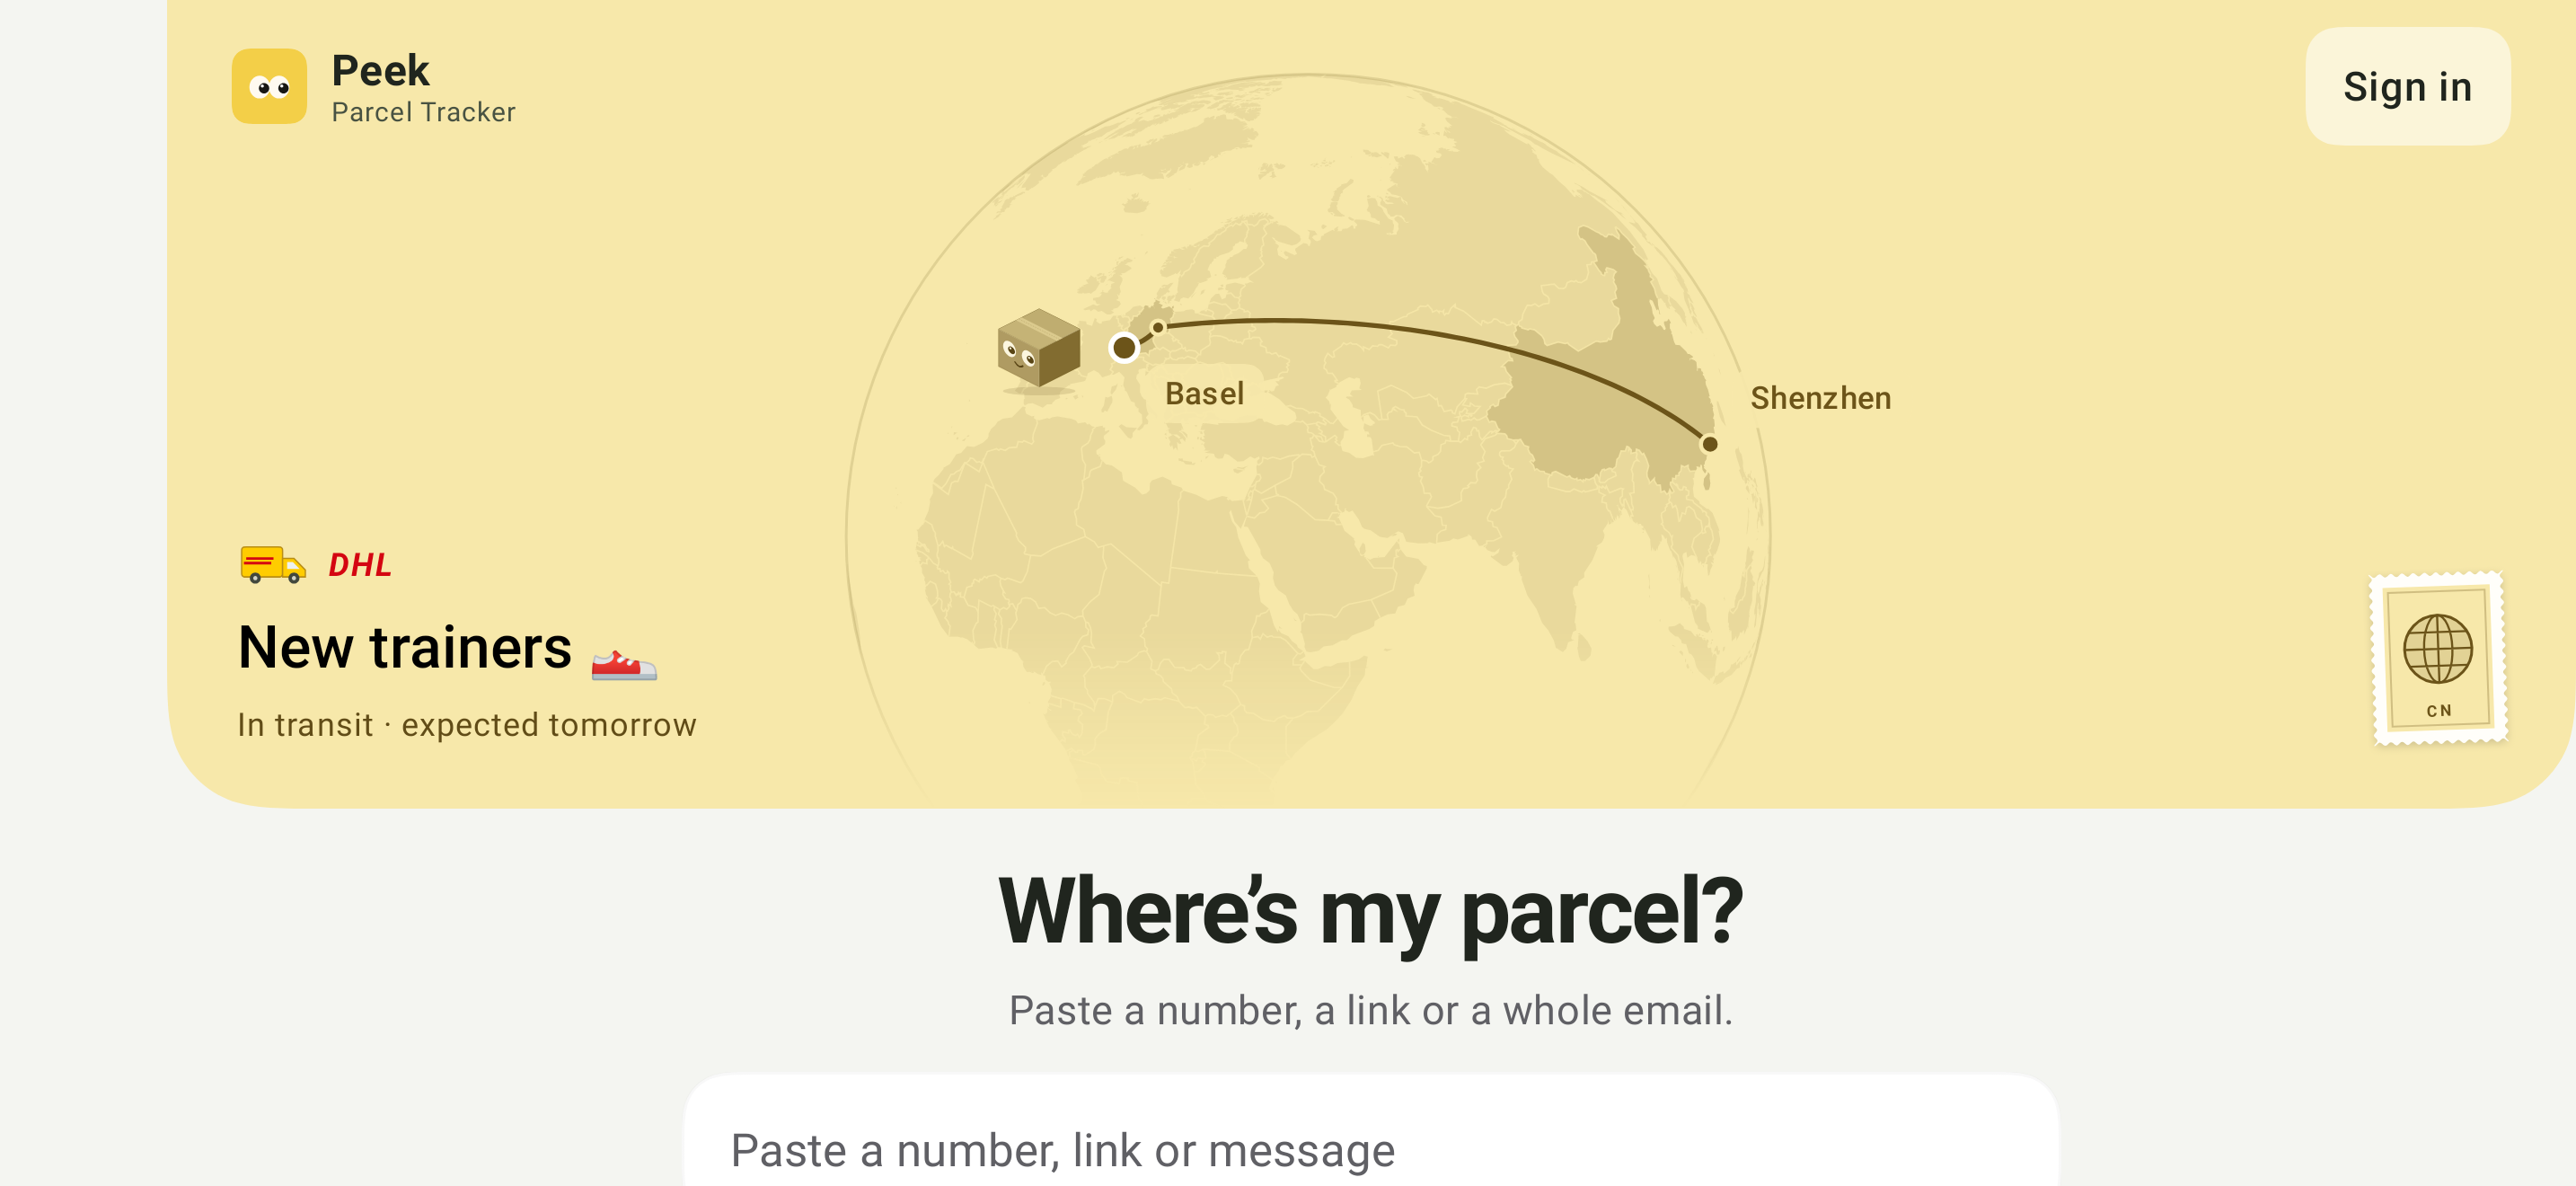 Peek
Parcel Tracker
Sign in
Basel
Shenzhen
DHL
New trainers 👟
In transit · expected tomorrow
CN
Where’s my parcel?
Paste a number, a link or a whole email.
Paste a number, link or message